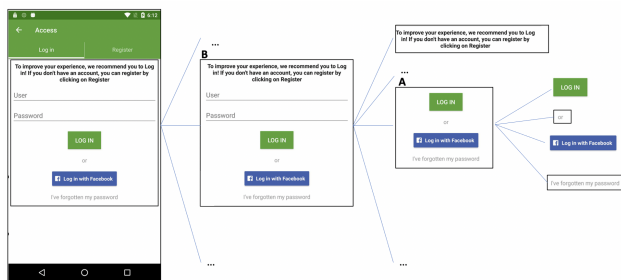 6:12
Access
Log in
Register
To improve your experience, we recommend you to Log
in! If you don't have an account, you can register by
clicking on Register
User
Password
LOG IN
or
Log in with Facebook
I've forgotten my password
...
B
To improve your experience, we recommend you to Log
in! If you don't have an account, you can register by
clicking on Register
User
Password
LOG IN
or
Log in with Facebook
I've forgotten my password
...
To improve your experience, we recommend you to Log
in! If you don't have an account, you can register by
clicking on Register
...
A
LOG IN
or
Log in with Facebook
I've forgotten my password
...
LOG IN
or
Log in with Facebook
I've forgotten my password